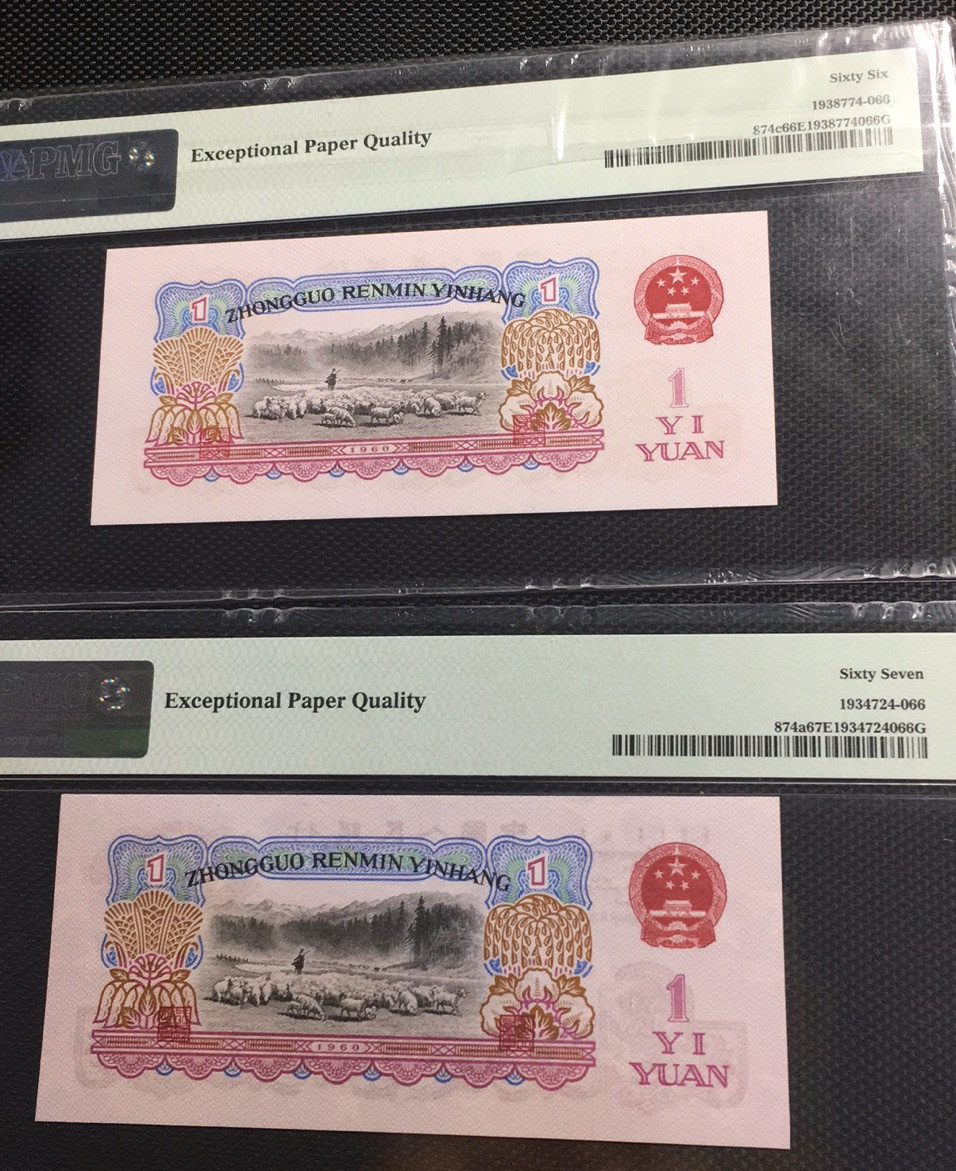 Sixty Six
1938774-066
874c66E1938774066G
PMG
Exceptional Paper Quality
1
ZHONGGUO RENMIN YINHANG
1
1960
1
YI
YUAN
Sixty Seven
1934724-066
874a67E1934724066G
PMG
Exceptional Paper Quality
1
ZHONGGUO RENMIN YINHANG
1
1960
1
YI
YUAN